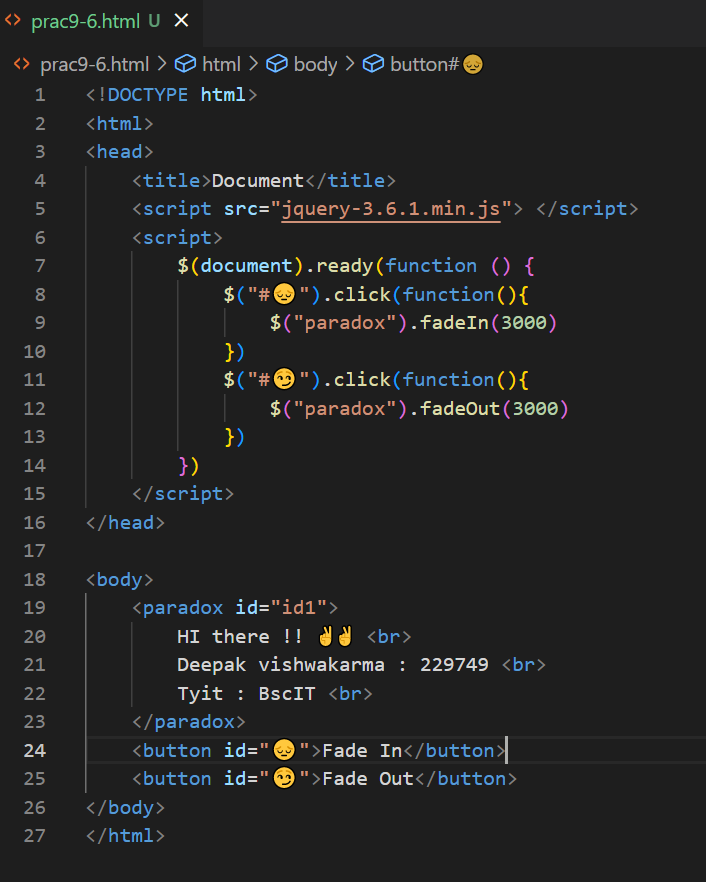 <> prac9-6.html U ×
<> prac9-6.html > html > body > button#😔
1 <!DOCTYPE html>
2 <html>
3 <head>
4     <title>Document</title>
5     <script src="jquery-3.6.1.min.js"> </script>
6     <script>
7         $(document).ready(function () {
8             $("#😔").click(function(){
9                 $("paradox").fadeIn(3000)
10             })
11             $("#😏").click(function(){
12                 $("paradox").fadeOut(3000)
13             })
14         })
15     </script>
16 </head>
17
18 <body>
19     <paradox id="id1">
20         HI there !! ✌✌ <br>
21         Deepak vishwakarma : 229749 <br>
22         Tyit : BscIT <br>
23     </paradox>
24     <button id="😔">Fade In</button>
25     <button id="😏">Fade Out</button>
26 </body>
27 </html>